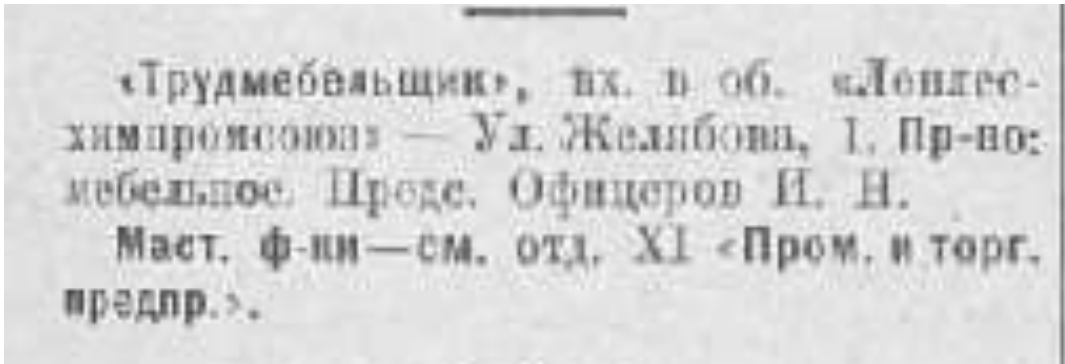 «Трудмебельщик», вх. в об. «Ленлес-
химпромсоюз» — Ул. Желябова, 1. Пр-во:
мебельное. Предс. Офицеров И. Н.
Маст. ф-ки—см. отд. XI «Пром. и торг.
предпр.».